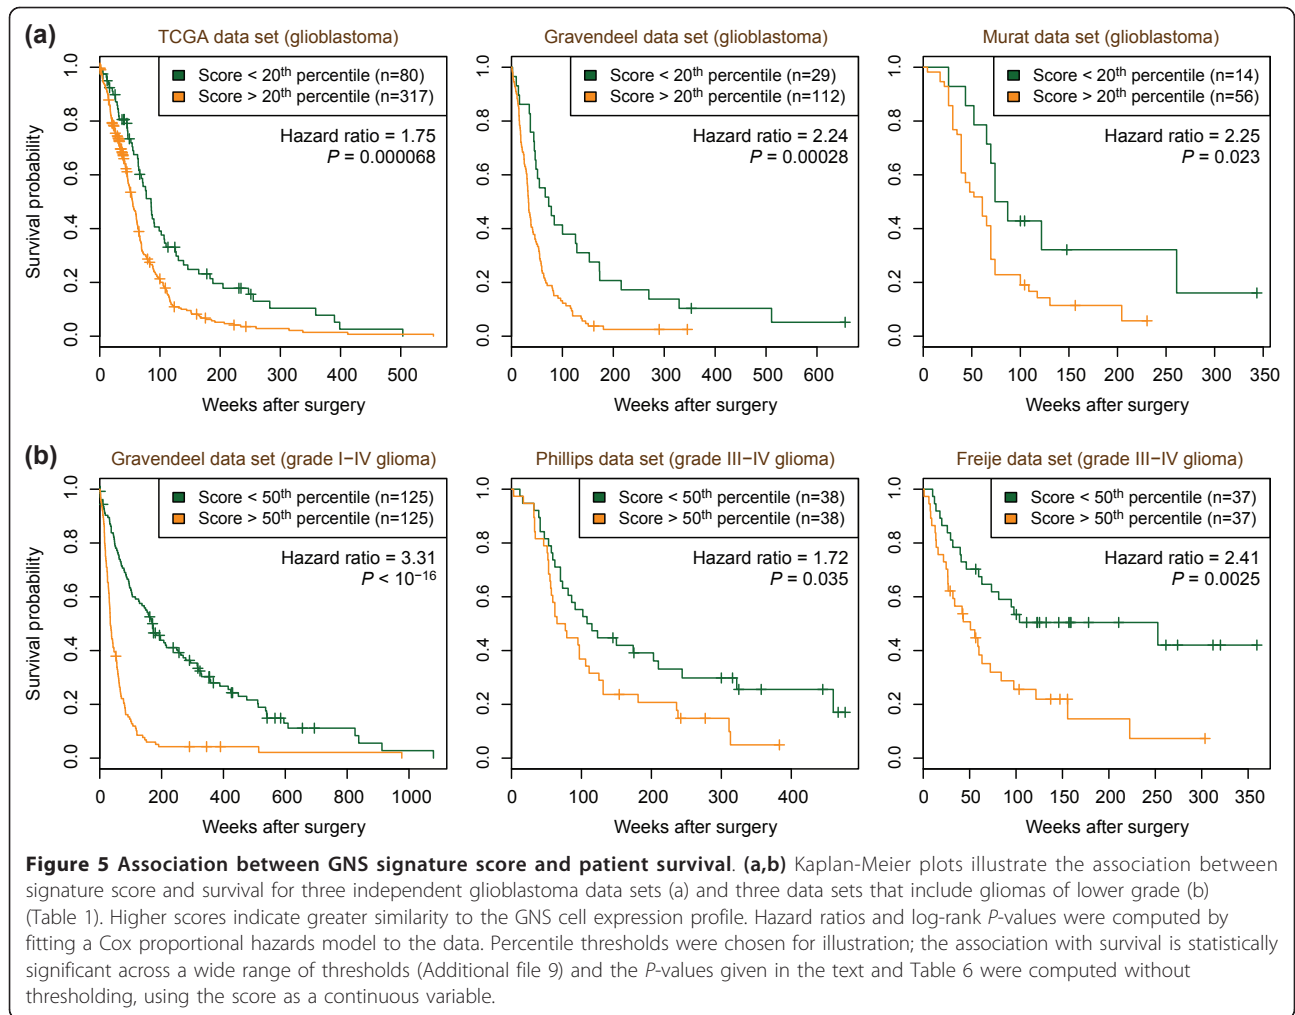 (a)
TCGA data set (glioblastoma)
Score < 20th percentile (n=80)
Score > 20th percentile (n=317)
Hazard ratio = 1.75
P = 0.000068
Survival probability
0.0 0.2 0.4 0.6 0.8 1.0
0 100 200 300 400 500
Weeks after surgery
Gravendeel data set (glioblastoma)
Score < 20th percentile (n=29)
Score > 20th percentile (n=112)
Hazard ratio = 2.24
P = 0.00028
0.0 0.2 0.4 0.6 0.8 1.0
0 100 200 300 400 500 600
Weeks after surgery
Murat data set (glioblastoma)
Score < 20th percentile (n=14)
Score > 20th percentile (n=56)
Hazard ratio = 2.25
P = 0.023
0.0 0.2 0.4 0.6 0.8 1.0
0 50 100 150 200 250 300 350
Weeks after surgery
(b)
Gravendeel data set (grade I−IV glioma)
Score < 50th percentile (n=125)
Score > 50th percentile (n=125)
Hazard ratio = 3.31
P < 10−16
Survival probability
0.0 0.2 0.4 0.6 0.8 1.0
0 200 400 600 800 1000
Weeks after surgery
Phillips data set (grade III−IV glioma)
Score < 50th percentile (n=38)
Score > 50th percentile (n=38)
Hazard ratio = 1.72
P = 0.035
0.0 0.2 0.4 0.6 0.8 1.0
0 100 200 300 400
Weeks after surgery
Freije data set (grade III−IV glioma)
Score < 50th percentile (n=37)
Score > 50th percentile (n=37)
Hazard ratio = 2.41
P = 0.0025
0.0 0.2 0.4 0.6 0.8 1.0
0 50 100 150 200 250 300 350
Weeks after surgery
Figure 5 Association between GNS signature score and patient survival. (a,b) Kaplan-Meier plots illustrate the association between
signature score and survival for three independent glioblastoma data sets (a) and three data sets that include gliomas of lower grade (b)
(Table 1). Higher scores indicate greater similarity to the GNS cell expression profile. Hazard ratios and log-rank P-values were computed by
fitting a Cox proportional hazards model to the data. Percentile thresholds were chosen for illustration; the association with survival is statistically
significant across a wide range of thresholds (Additional file 9) and the P-values given in the text and Table 6 were computed without
thresholding, using the score as a continuous variable.